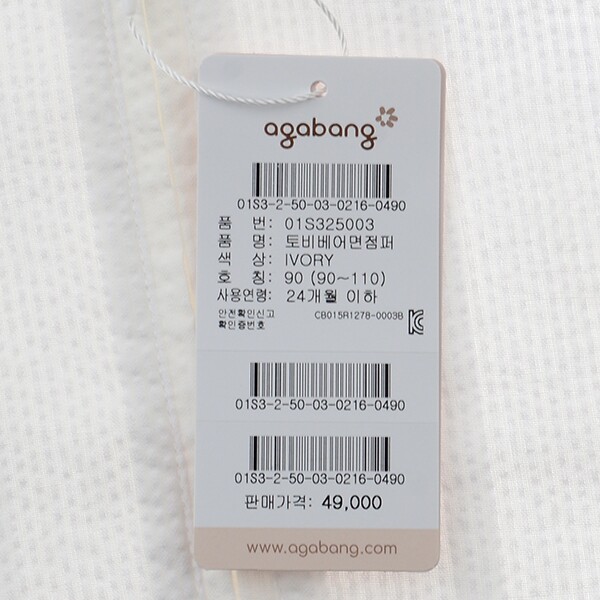 agabang
01S3-2-50-03-0216-0490
품 번: 01S325003
품 명: 토비베어면점퍼
색 상: IVORY
호 칭: 90 (90~110)
사용연령: 24개월 이하
안전확인신고
확인증번호 CB015R1278-0003B
01S3-2-50-03-0216-0490
01S3-2-50-03-0216-0490
판매가격: 49,000
www.agabang.com